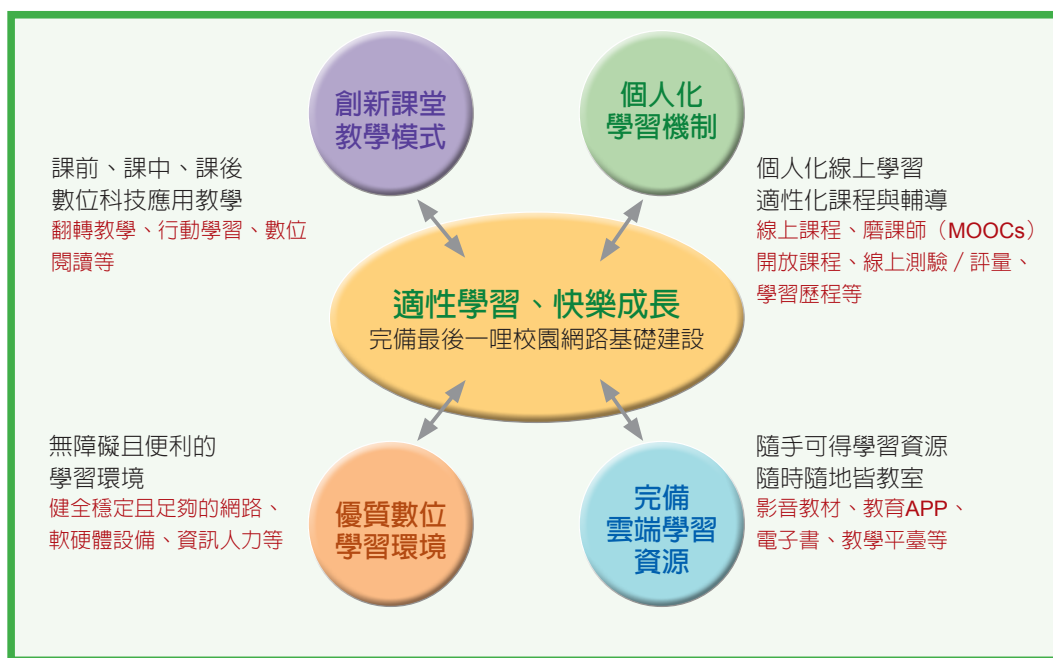 創新課堂
教學模式
個人化
學習機制
課前、課中、課後
數位科技應用教學
翻轉教學、行動學習、數位
閱讀等
個人化線上學習
適性化課程與輔導
線上課程、磨課師（MOOCs）
開放課程、線上測驗／評量、
學習歷程等
適性學習、快樂成長
完備最後一哩校園網路基礎建設
無障礙且便利的
學習環境
健全穩定且足夠的網路、
軟硬體設備、資訊人力等
優質數位
學習環境
完備
雲端學習
資源
隨手可得學習資源
隨時隨地皆教室
影音教材、教育APP、
電子書、教學平臺等